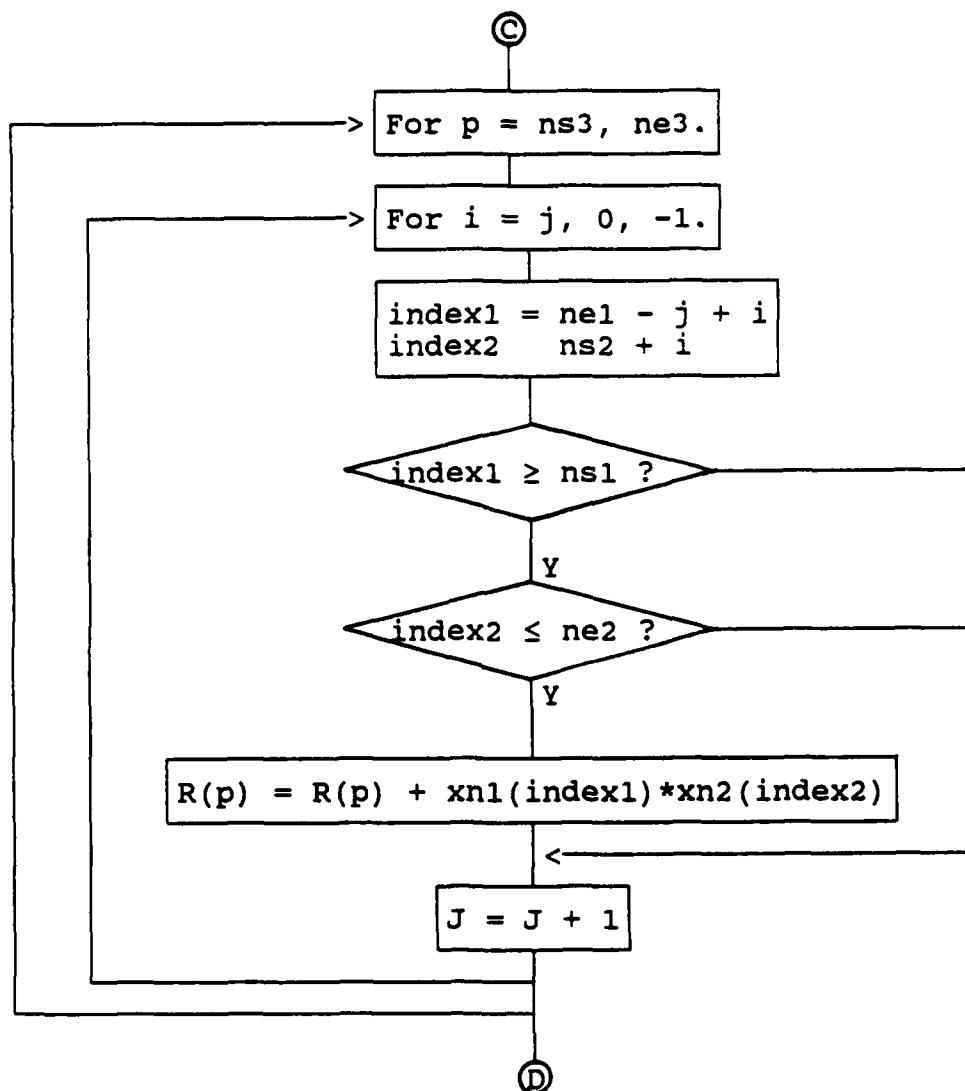 C
For p = ns3, ne3.
For i = j, 0, -1.
index1 = ne1 - j + i
index2 ns2 + i
index1 ≥ ns1 ?
Y
index2 ≤ ne2 ?
Y
R(p) = R(p) + xn1(index1)*xn2(index2)
J = J + 1
D